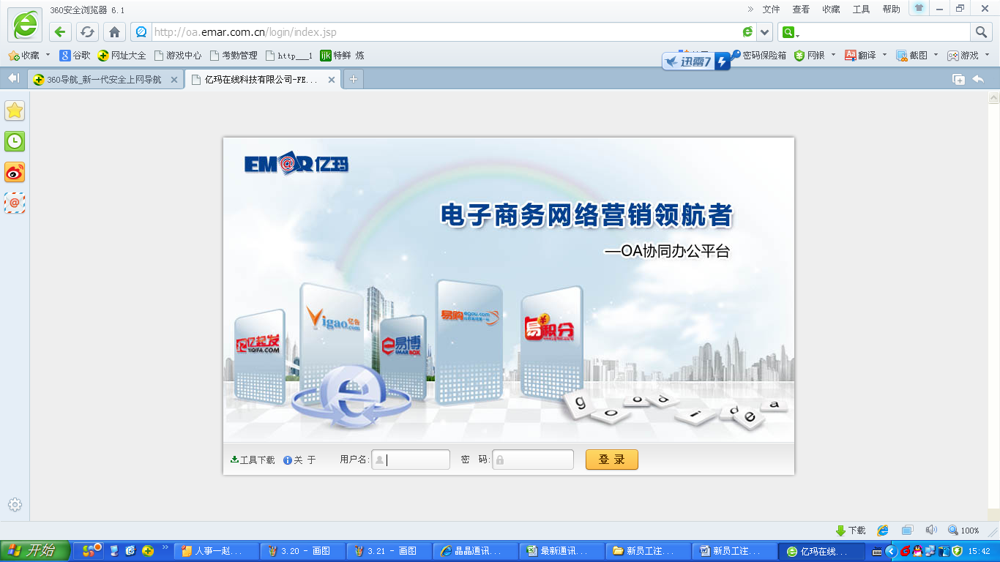 360安全浏览器 6.1
» 文件 查看 收藏 工具 帮助
http://oa.emar.com.cn/login/index.jsp
收藏 谷歌 网址大全 游戏中心 考勤管理 http___1 特鲜 炼 密码保险箱 网银 翻译 截图 游戏
迅雷7
360导航_新一代安全上网导航 亿玛在线科技有限公司-FE...
EM@R亿玛
电子商务网络营销领航者
—OA协同办公平台
亿起发
YIQIFA.COM
Yigao.com 亿告
易博
EMAR BOX
易购 egou.com
易积分
good idea
工具下载 关 于 用户名: 密 码: 登 录
下载 100%
开始 人事—赵... 3.20 - 画图 3.21 - 画图 晶晶通讯... 最新通讯... 新员工注... 新员工注... 亿玛在线... 15:42